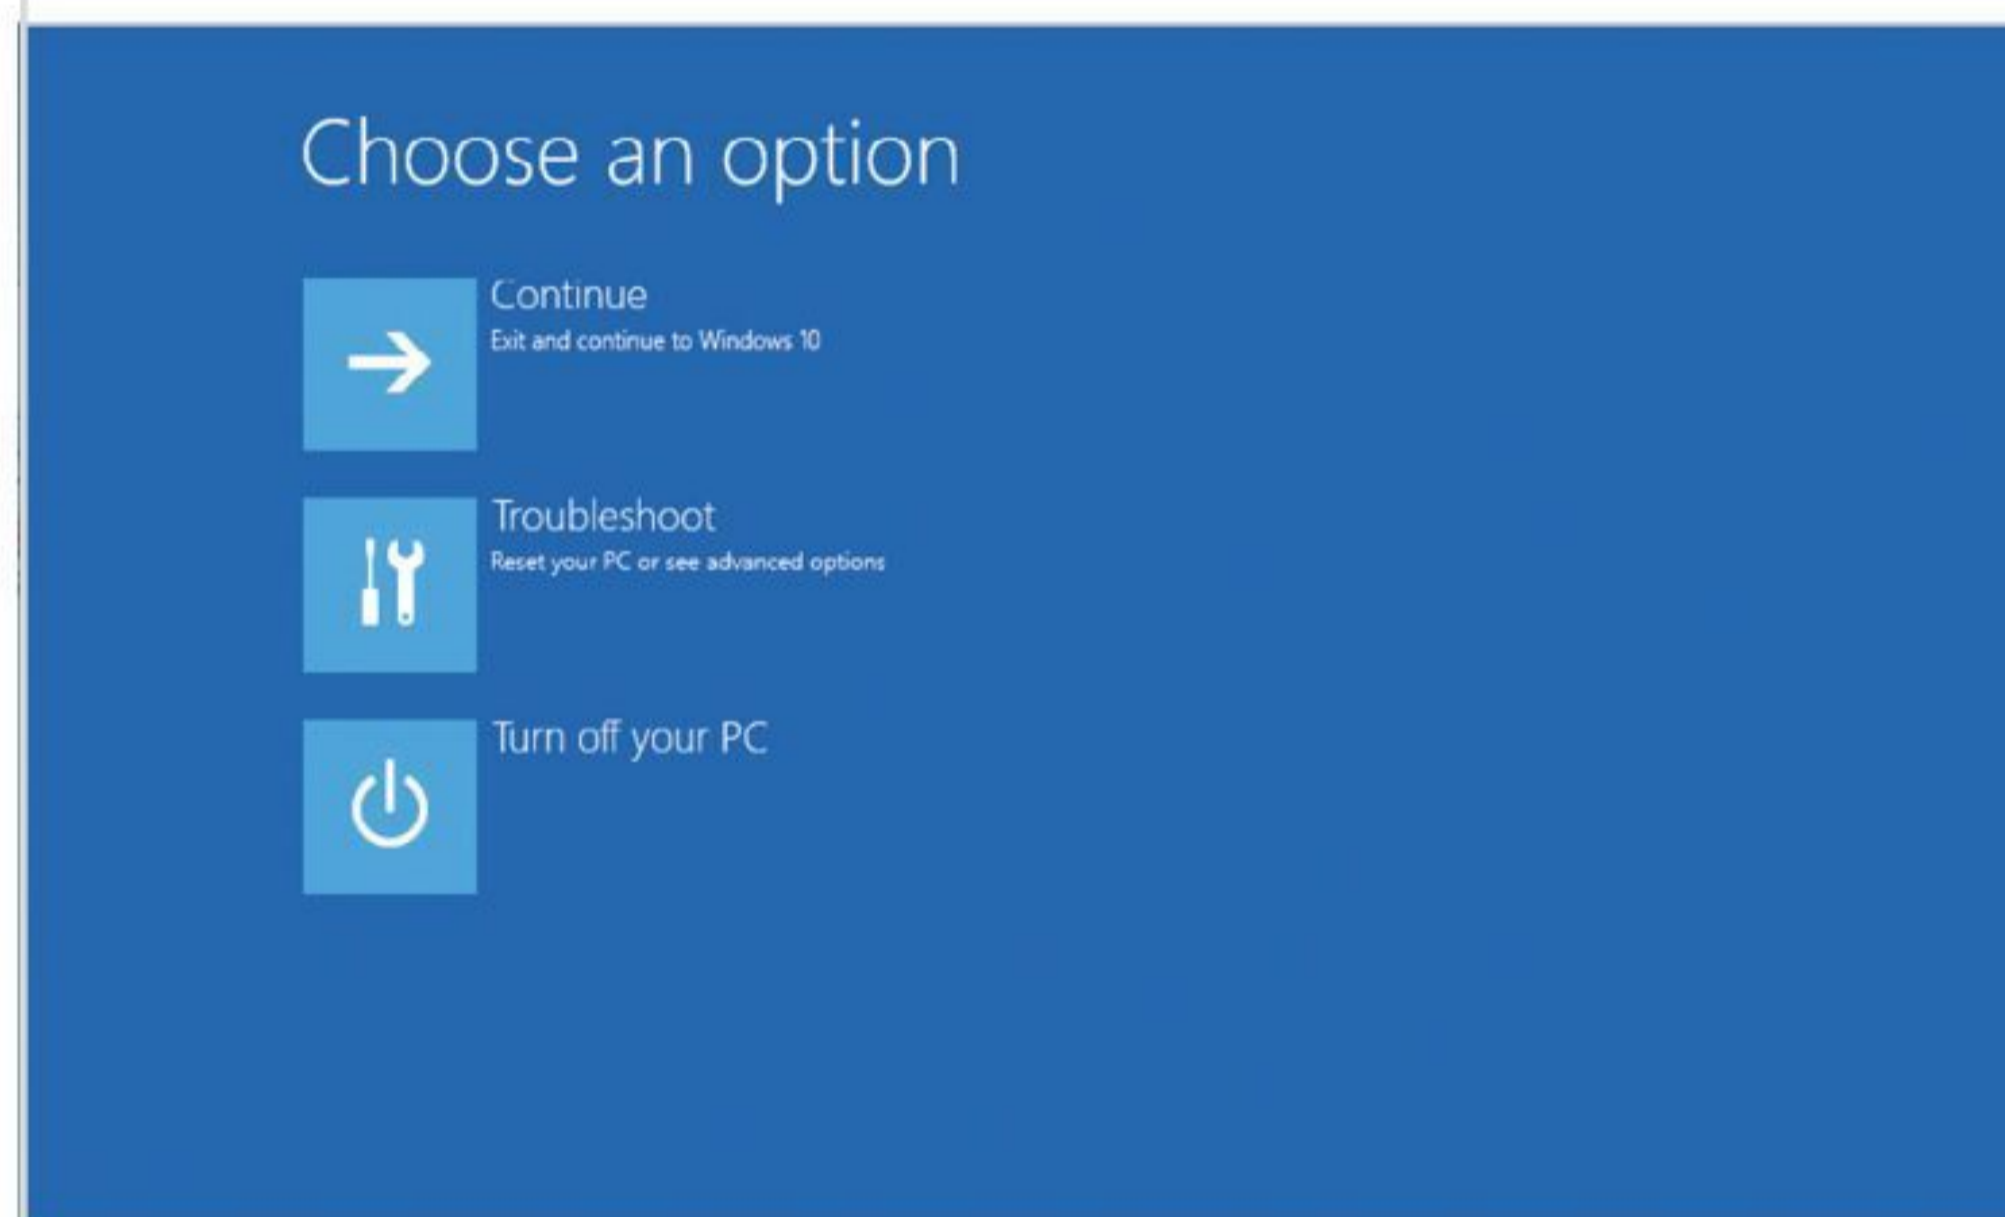 Choose an option
Continue
Exit and continue to Windows 10
Troubleshoot
Reset your PC or see advanced options
Turn off your PC